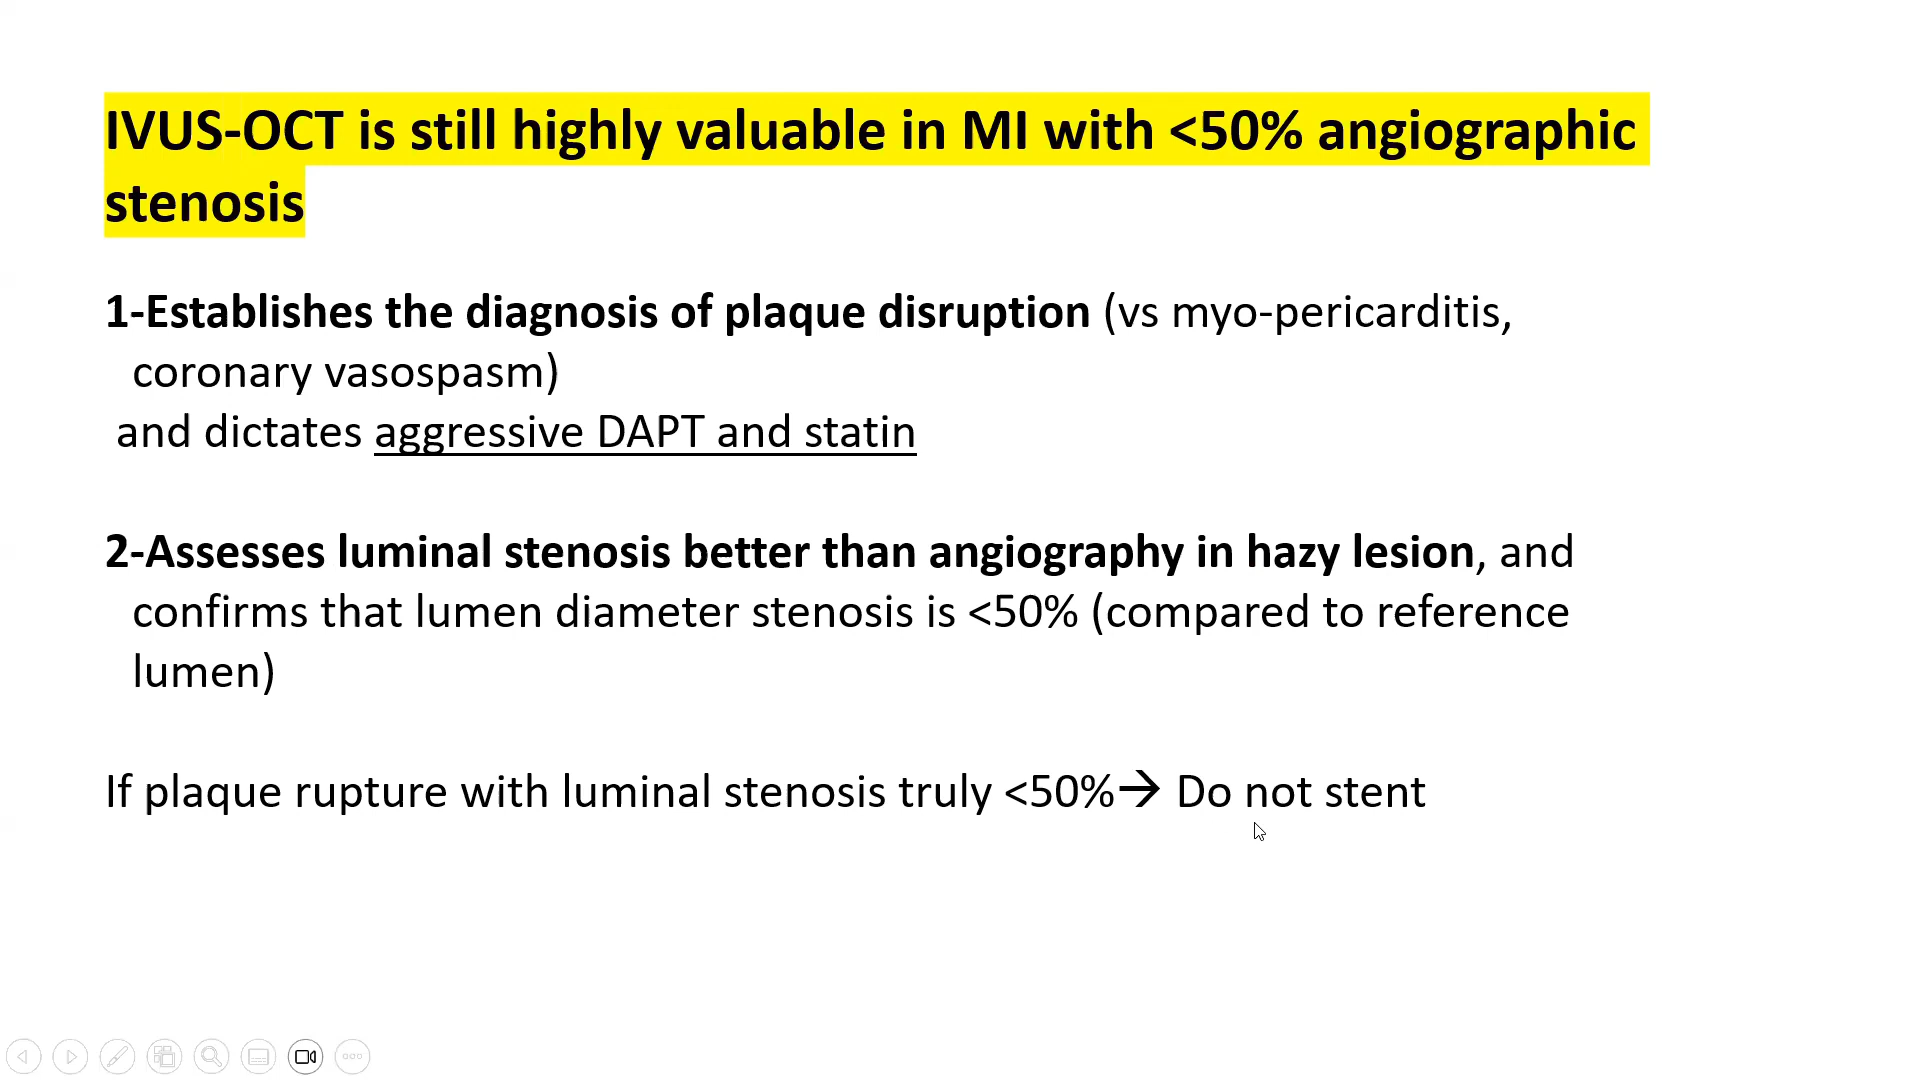 IVUS-OCT is still highly valuable in MI with <50% angiographic
stenosis
1-Establishes the diagnosis of plaque disruption (vs myo-pericarditis,
coronary vasospasm)
and dictates aggressive DAPT and statin
2-Assesses luminal stenosis better than angiography in hazy lesion, and
confirms that lumen diameter stenosis is <50% (compared to reference
lumen)
If plaque rupture with luminal stenosis truly <50%→ Do not stent